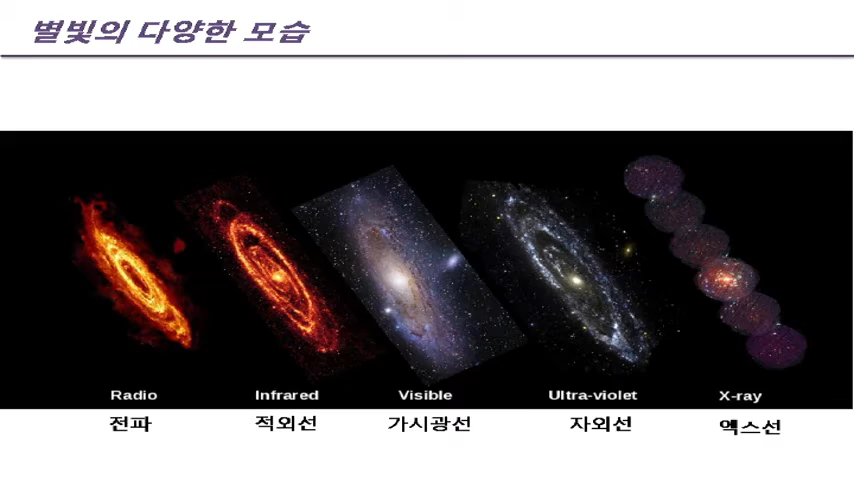 별빛의 다양한 모습
Radio Infrared Visible Ultra-violet X-ray
전파 적외선 가시광선 자외선 엑스선